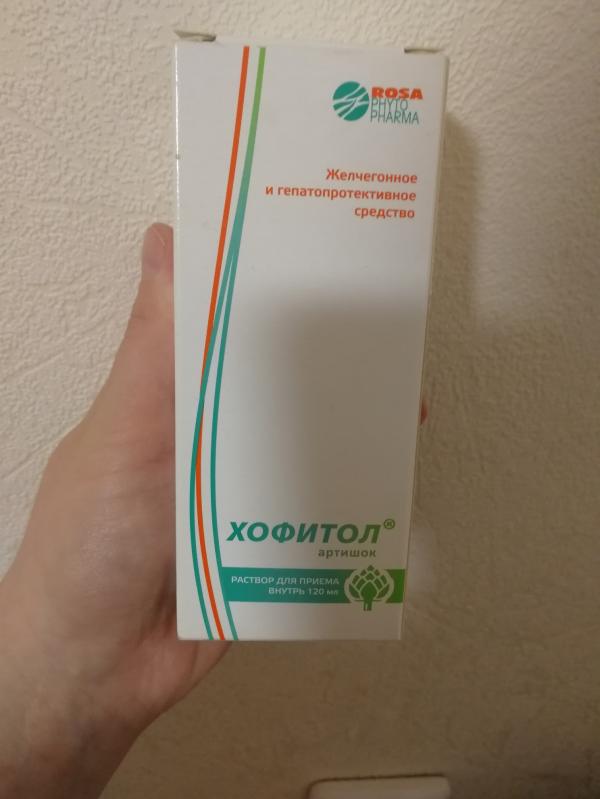 ROSA
PHYTO
PHARMA
Желчегонное
и гепатопротективное
средство
ХОФИТОЛ®
артишок
РАСТВОР ДЛЯ ПРИЕМА
ВНУТРЬ 120 мл